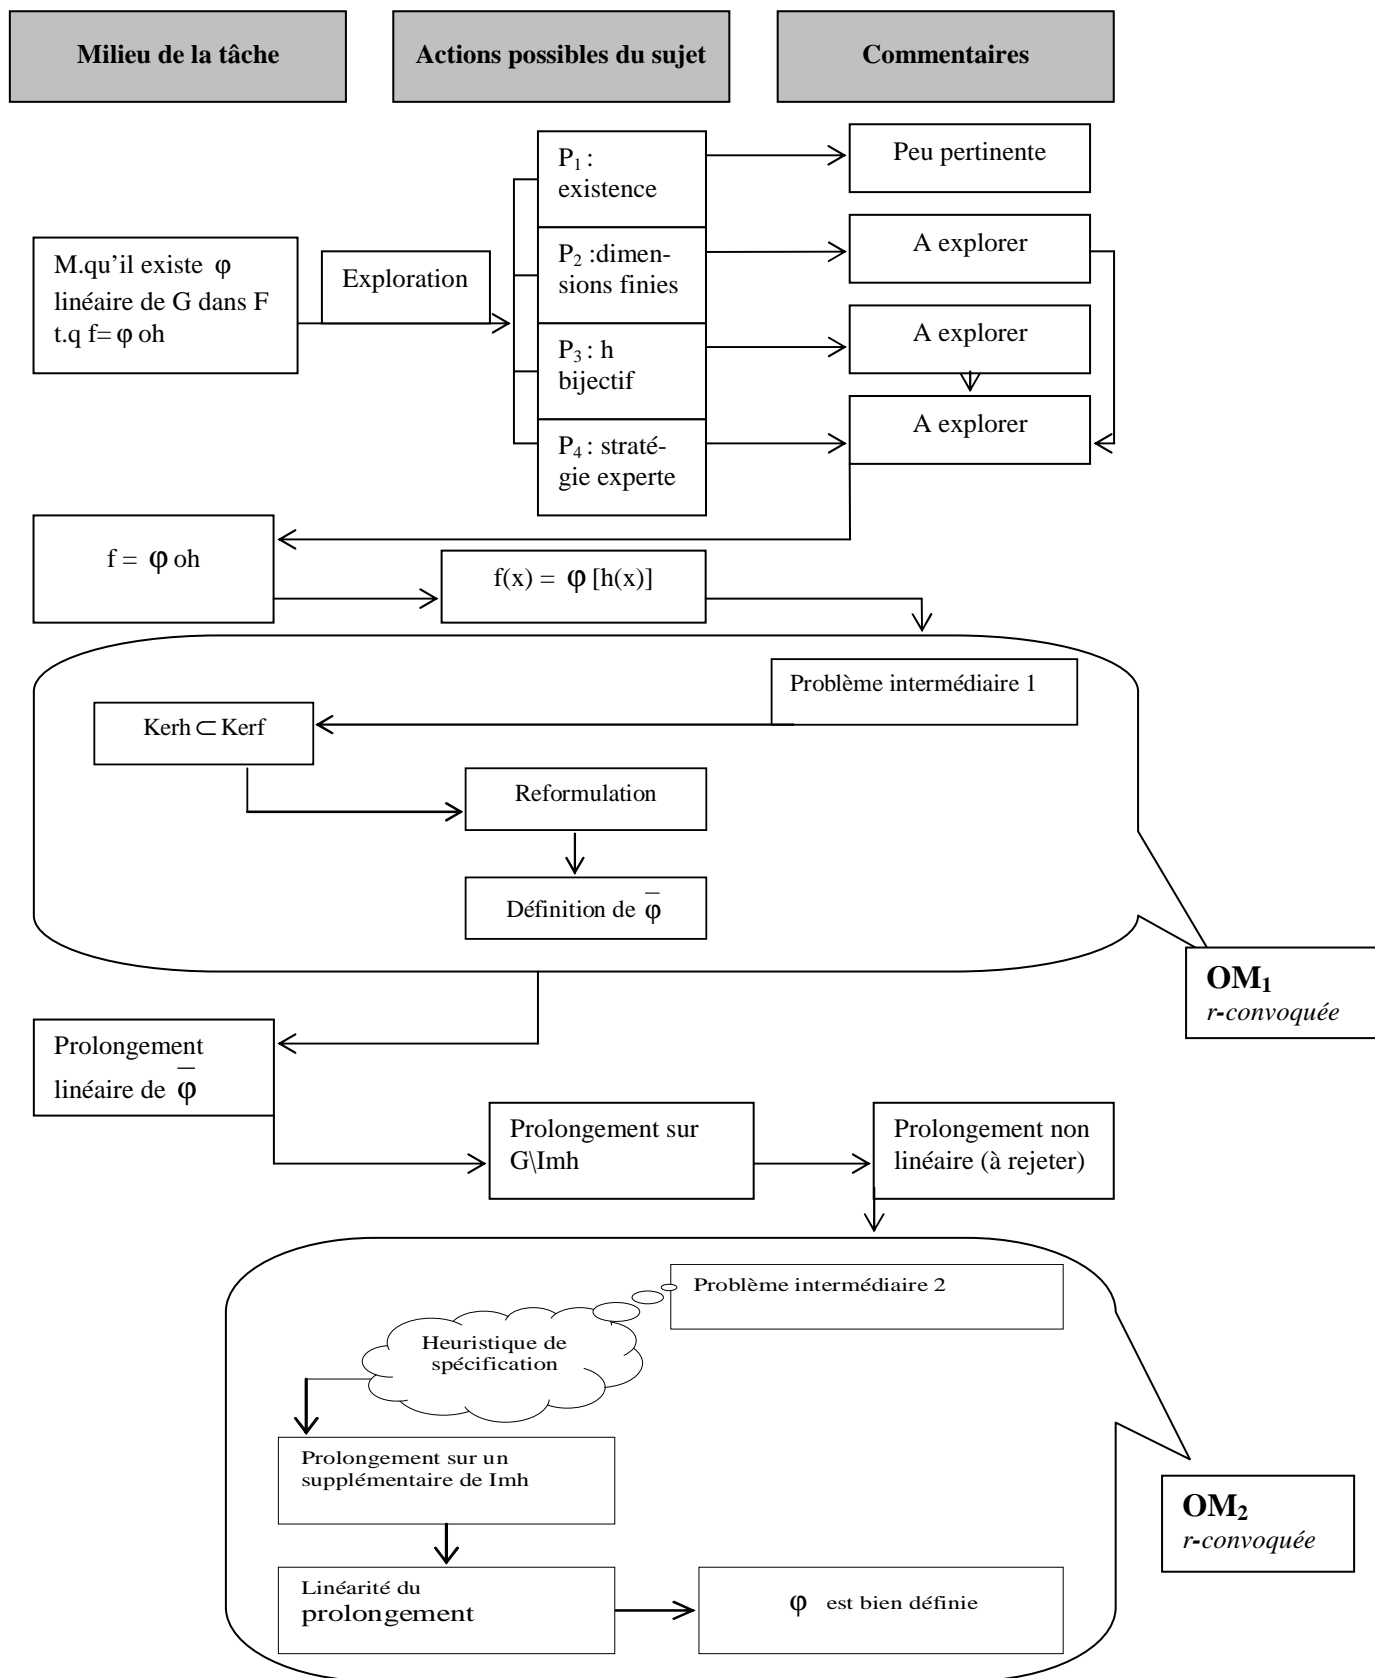 Milieu de la tâche
Actions possibles du sujet
Commentaires
P₁ :
existence
Peu pertinente
M.qu'il existe φ
linéaire de G dans F
t.q f= φ oh
Exploration
P₂ :dimen-
sions finies
A explorer
P₃ : h
bijectif
A explorer
P₄ : straté-
gie experte
A explorer
f = φ oh
f(x) = φ [h(x)]
Problème intermédiaire 1
Kerh ⊂ Kerf
Reformulation
Définition de φ̅
OM₁
r-convoquée
Prolongement
linéaire de φ̅
Prolongement sur
G\Imh
Prolongement non
linéaire (à rejeter)
Problème intermédiaire 2
Heuristique de
spécification
Prolongement sur un
supplémentaire de Imh
OM₂
r-convoquée
Linéarité du
prolongement
φ est bien définie